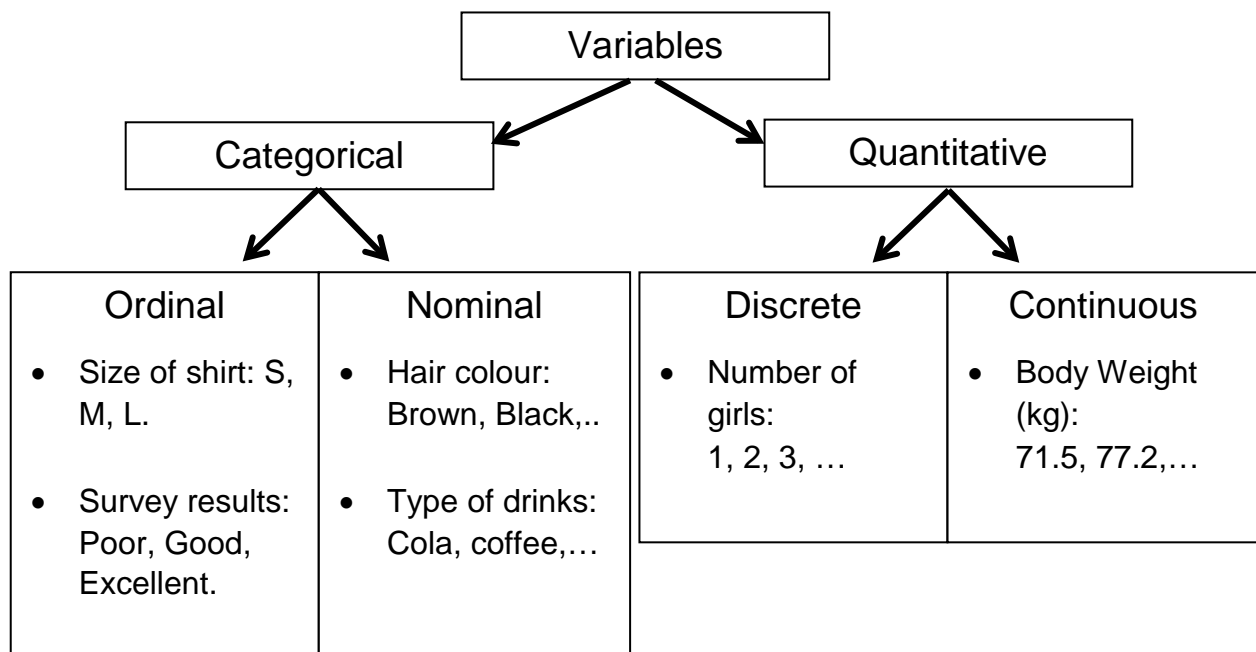 Variables
Categorical
Quantitative
Ordinal
• Size of shirt: S,
M, L.
• Survey results:
Poor, Good,
Excellent.
Nominal
• Hair colour:
Brown, Black,..
• Type of drinks:
Cola, coffee,…
Discrete
• Number of
girls:
1, 2, 3, …
Continuous
• Body Weight
(kg):
71.5, 77.2,…